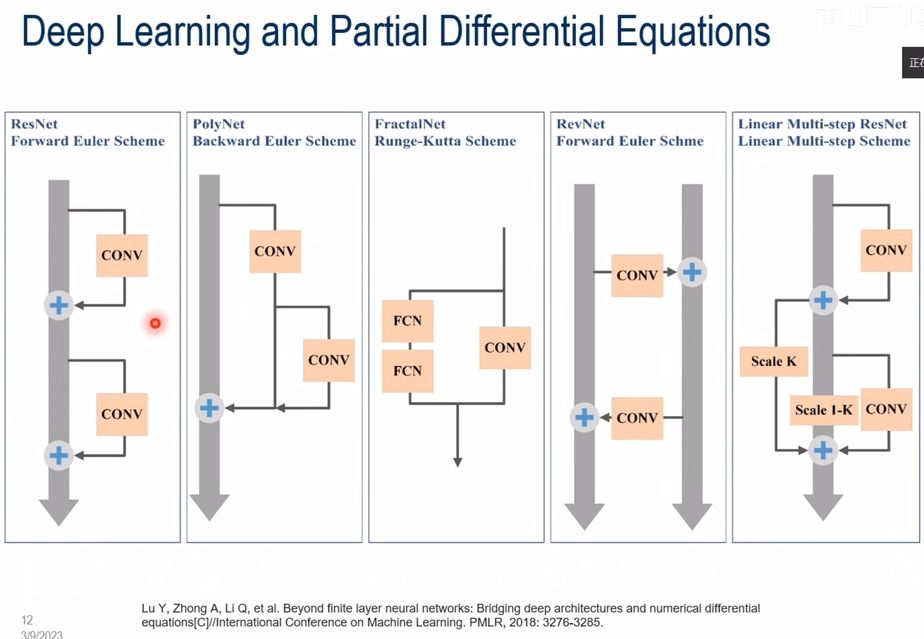 Deep Learning and Partial Differential Equations
ResNet
Forward Euler Scheme
CONV
CONV
PolyNet
Backward Euler Scheme
CONV
CONV
FractalNet
Runge-Kutta Scheme
FCN
FCN
CONV
RevNet
Forward Euler Schme
CONV
CONV
Linear Multi-step ResNet
Linear Multi-step Scheme
CONV
Scale K
Scale 1-K
CONV
Lu Y, Zhong A, Li Q, et al. Beyond finite layer neural networks: Bridging deep architectures and numerical differential
equations[C]//International Conference on Machine Learning. PMLR, 2018: 3276-3285.
12
3/9/2023